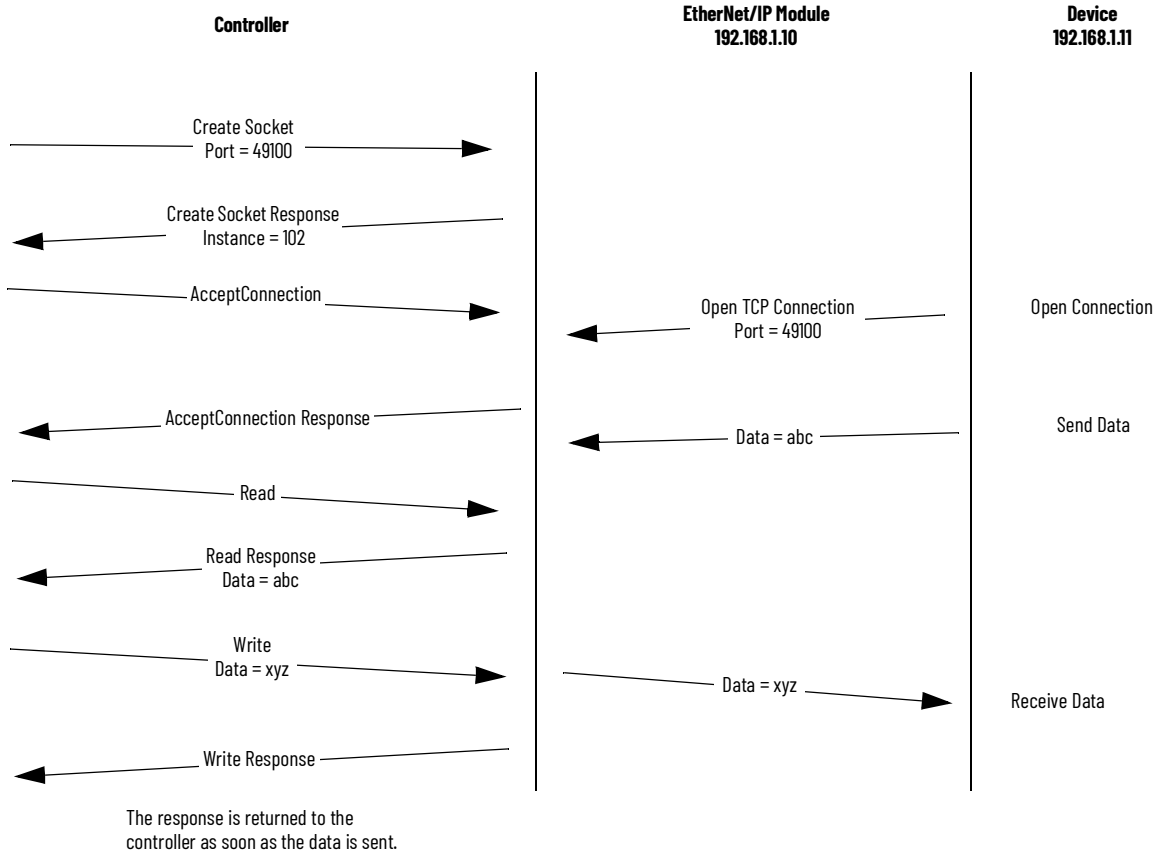 Controller
EtherNet/IP Module
192.168.1.10
Device
192.168.1.11
Create Socket
Port = 49100
Create Socket Response
Instance = 102
AcceptConnection
Open TCP Connection
Port = 49100
Open Connection
AcceptConnection Response
Data = abc
Send Data
Read
Read Response
Data = abc
Write
Data = xyz
Data = xyz
Receive Data
Write Response
The response is returned to the
controller as soon as the data is sent.